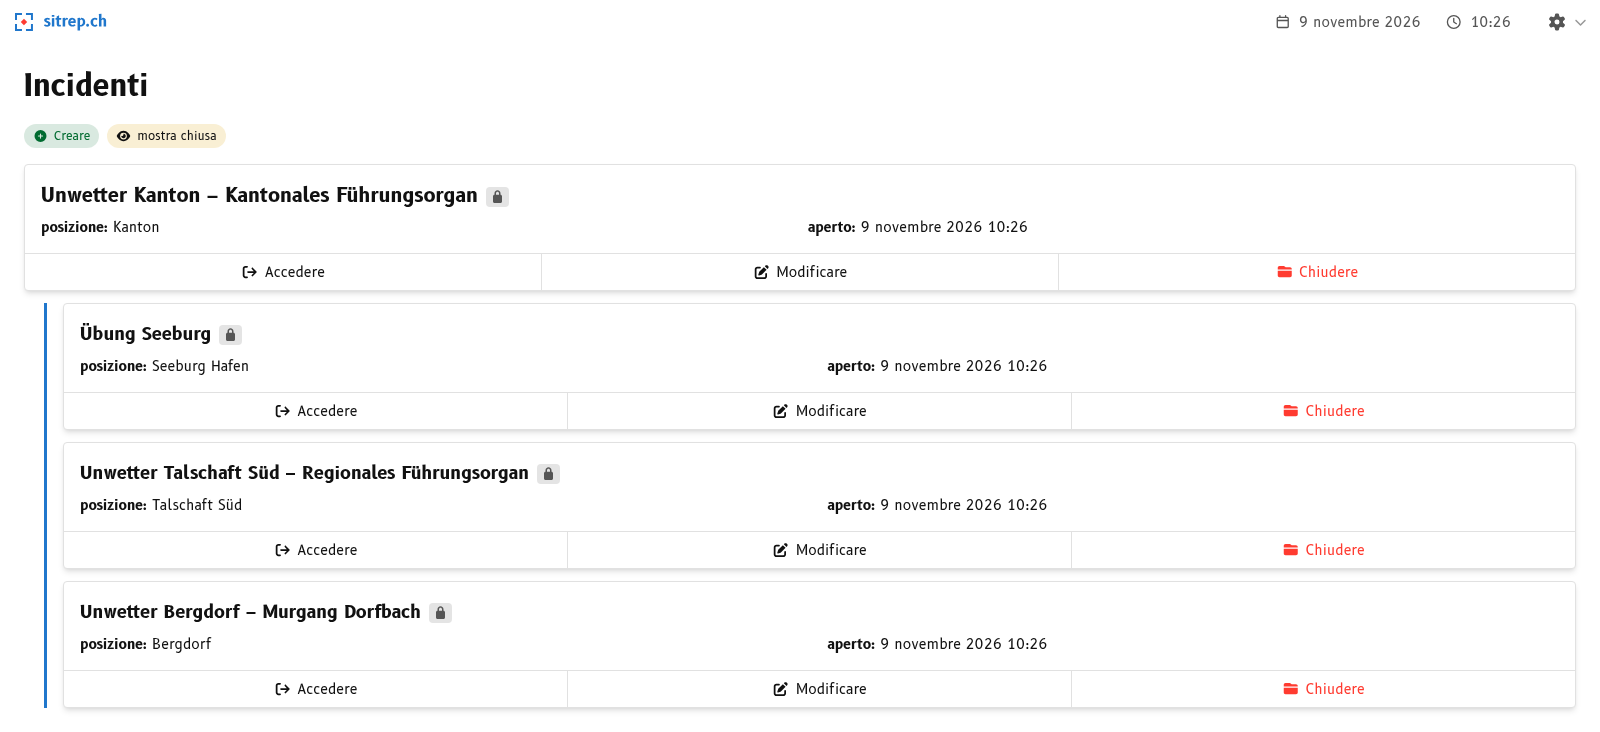 sitrep.ch
9 novembre 2026 10:26
Incidenti
Creare mostra chiusa
Unwetter Kanton – Kantonales Führungsorgan
posizione: Kanton aperto: 9 novembre 2026 10:26
Accedere Modificare Chiudere
Übung Seeburg
posizione: Seeburg Hafen aperto: 9 novembre 2026 10:26
Accedere Modificare Chiudere
Unwetter Talschaft Süd – Regionales Führungsorgan
posizione: Talschaft Süd aperto: 9 novembre 2026 10:26
Accedere Modificare Chiudere
Unwetter Bergdorf – Murgang Dorfbach
posizione: Bergdorf aperto: 9 novembre 2026 10:26
Accedere Modificare Chiudere